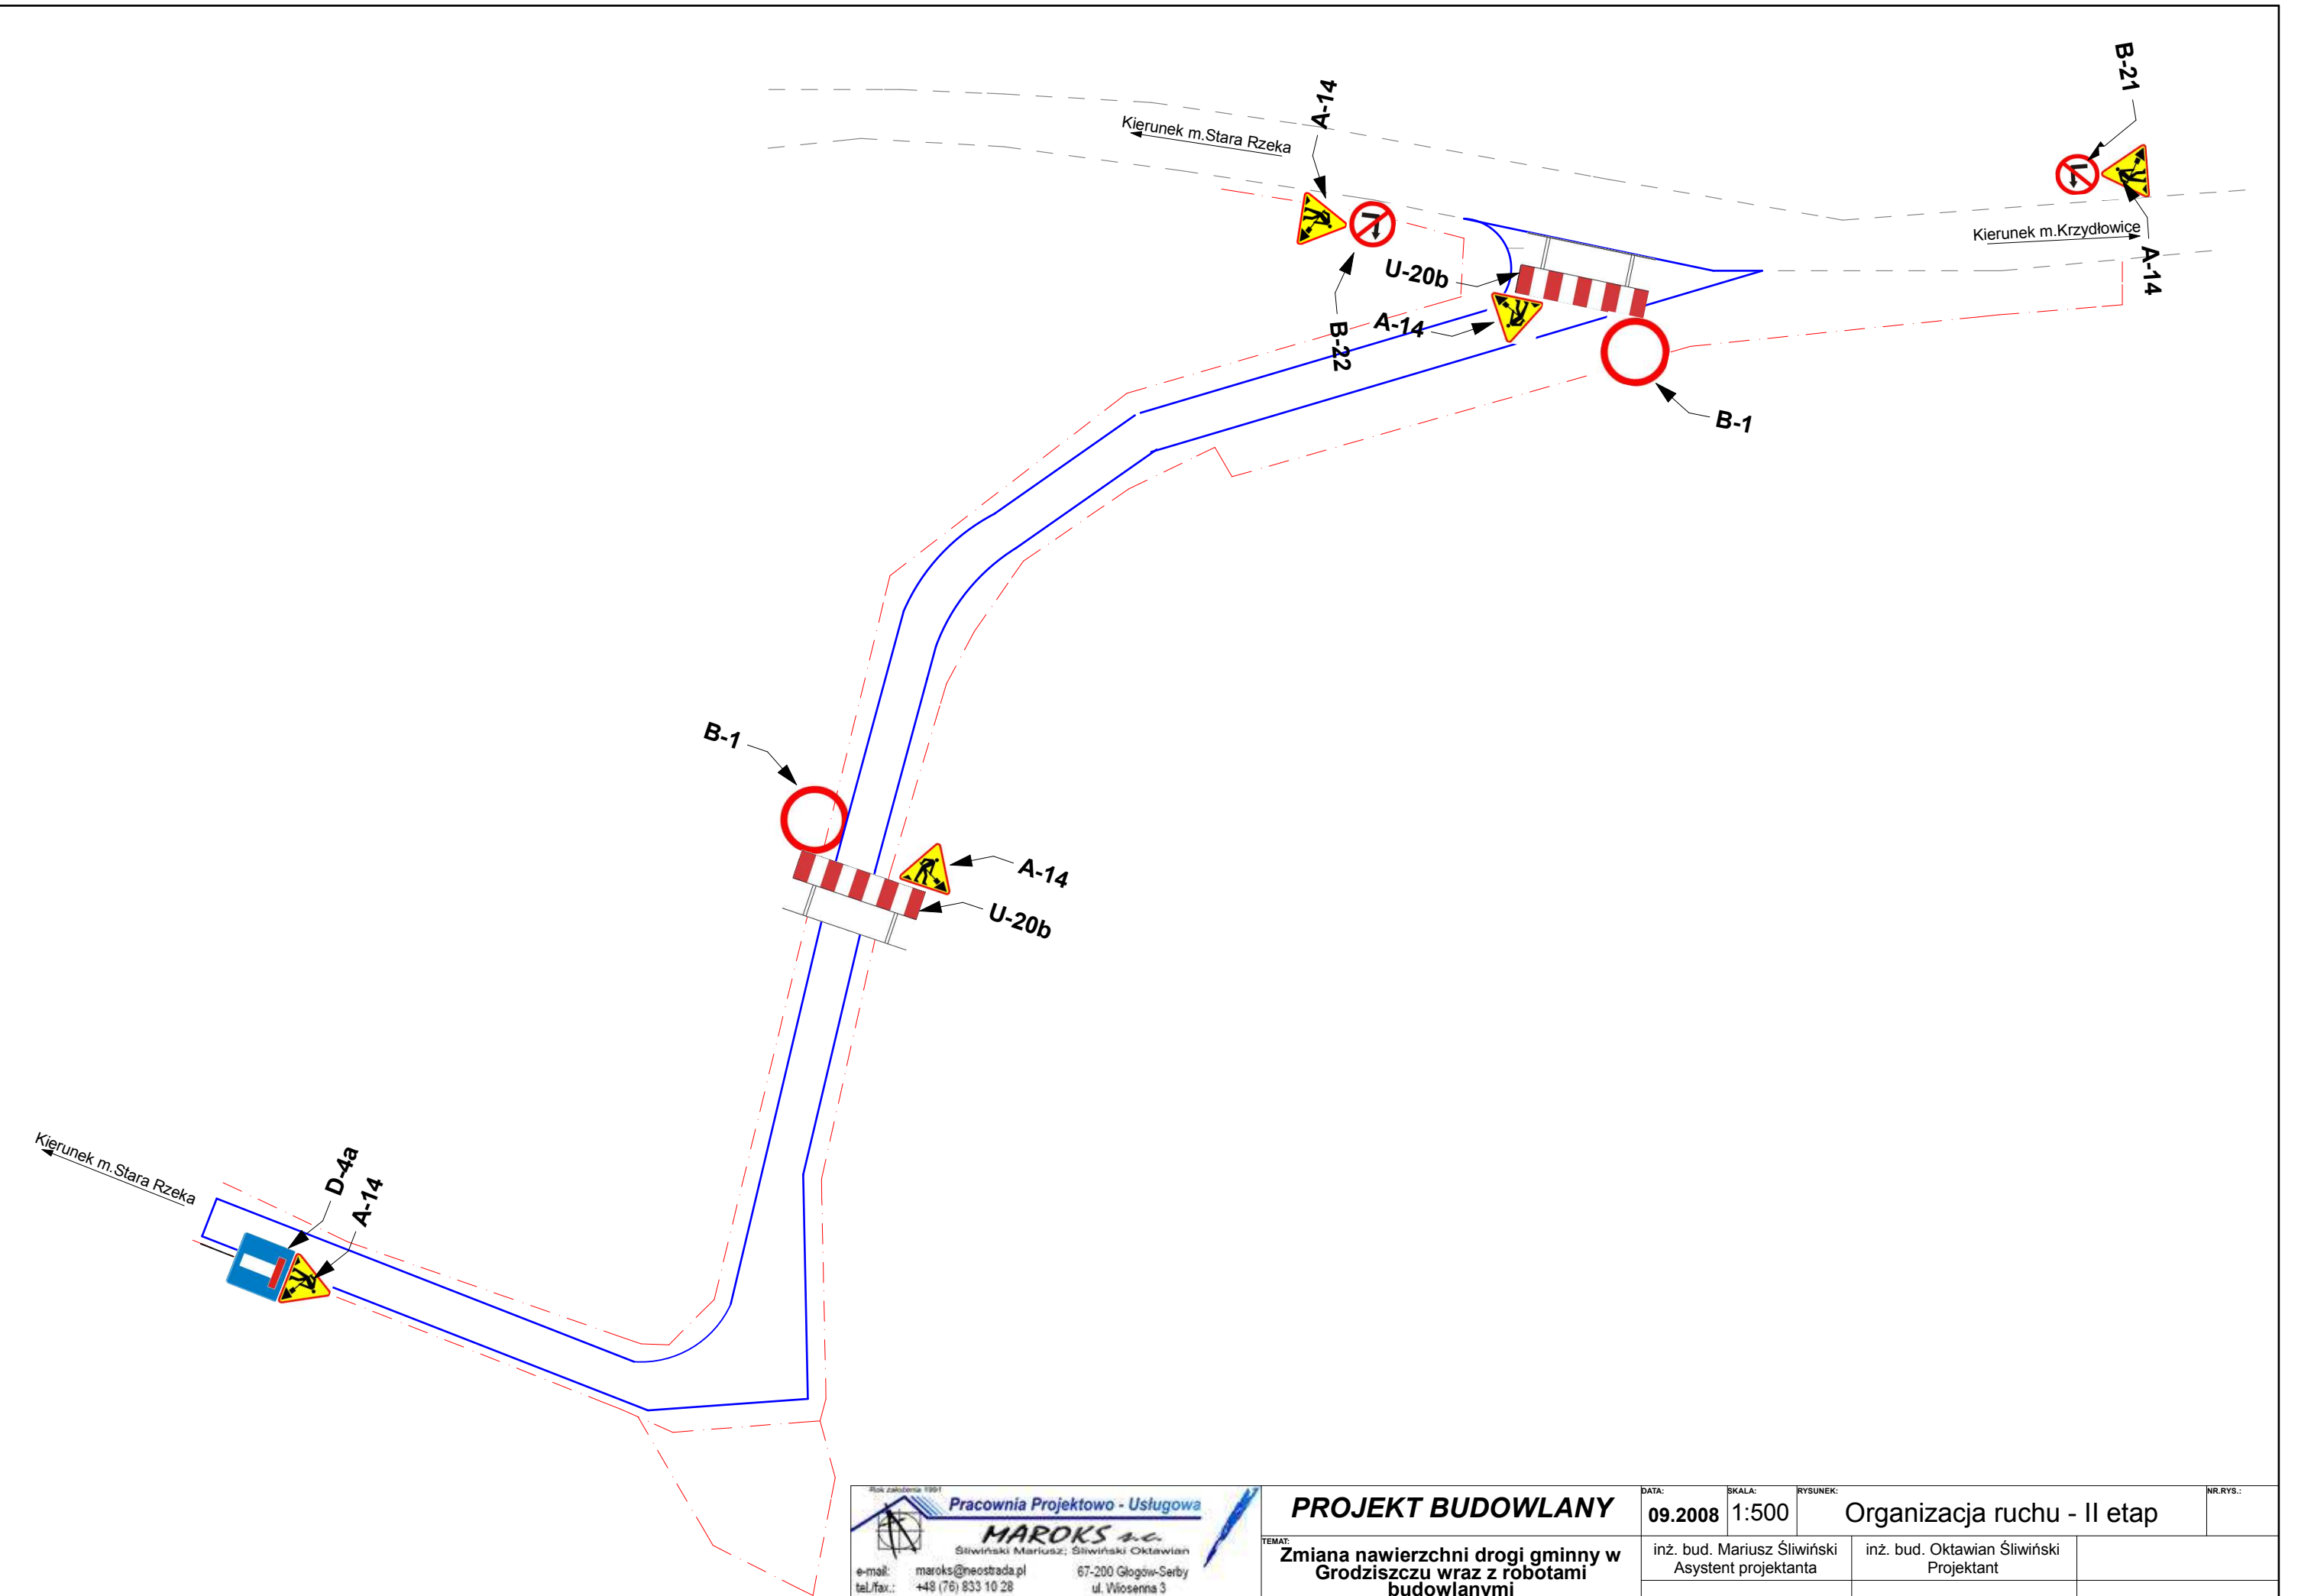 B-21
A-14
Kierunek m.Stara Rzeka
Kierunek m.Krzydłowice
A-14
U-20b
A-14
B-22
B-1
B-1
A-14
U-20b
Kierunek m.Stara Rzeka
D-4a
A-14
Rok założenia 1991
Pracownia Projektowo - Usługowa
MAROKS s.c.
Śliwiński Mariusz; Śliwiński Oktawian
e-mail: maroks@neostrada.pl 67-200 Głogów-Serby
tel./fax.: +48 (76) 833 10 28 ul. Wiosenna 3
PROJEKT BUDOWLANY
TEMAT:
Zmiana nawierzchni drogi gminny w
Grodziszczu wraz z robotami
budowlanymi
DATA: SKALA: RYSUNEK: NR.RYS.:
09.2008 1:500 Organizacja ruchu - II etap
inż. bud. Mariusz Śliwiński
Asystent projektanta
inż. bud. Oktawian Śliwiński
Projektant